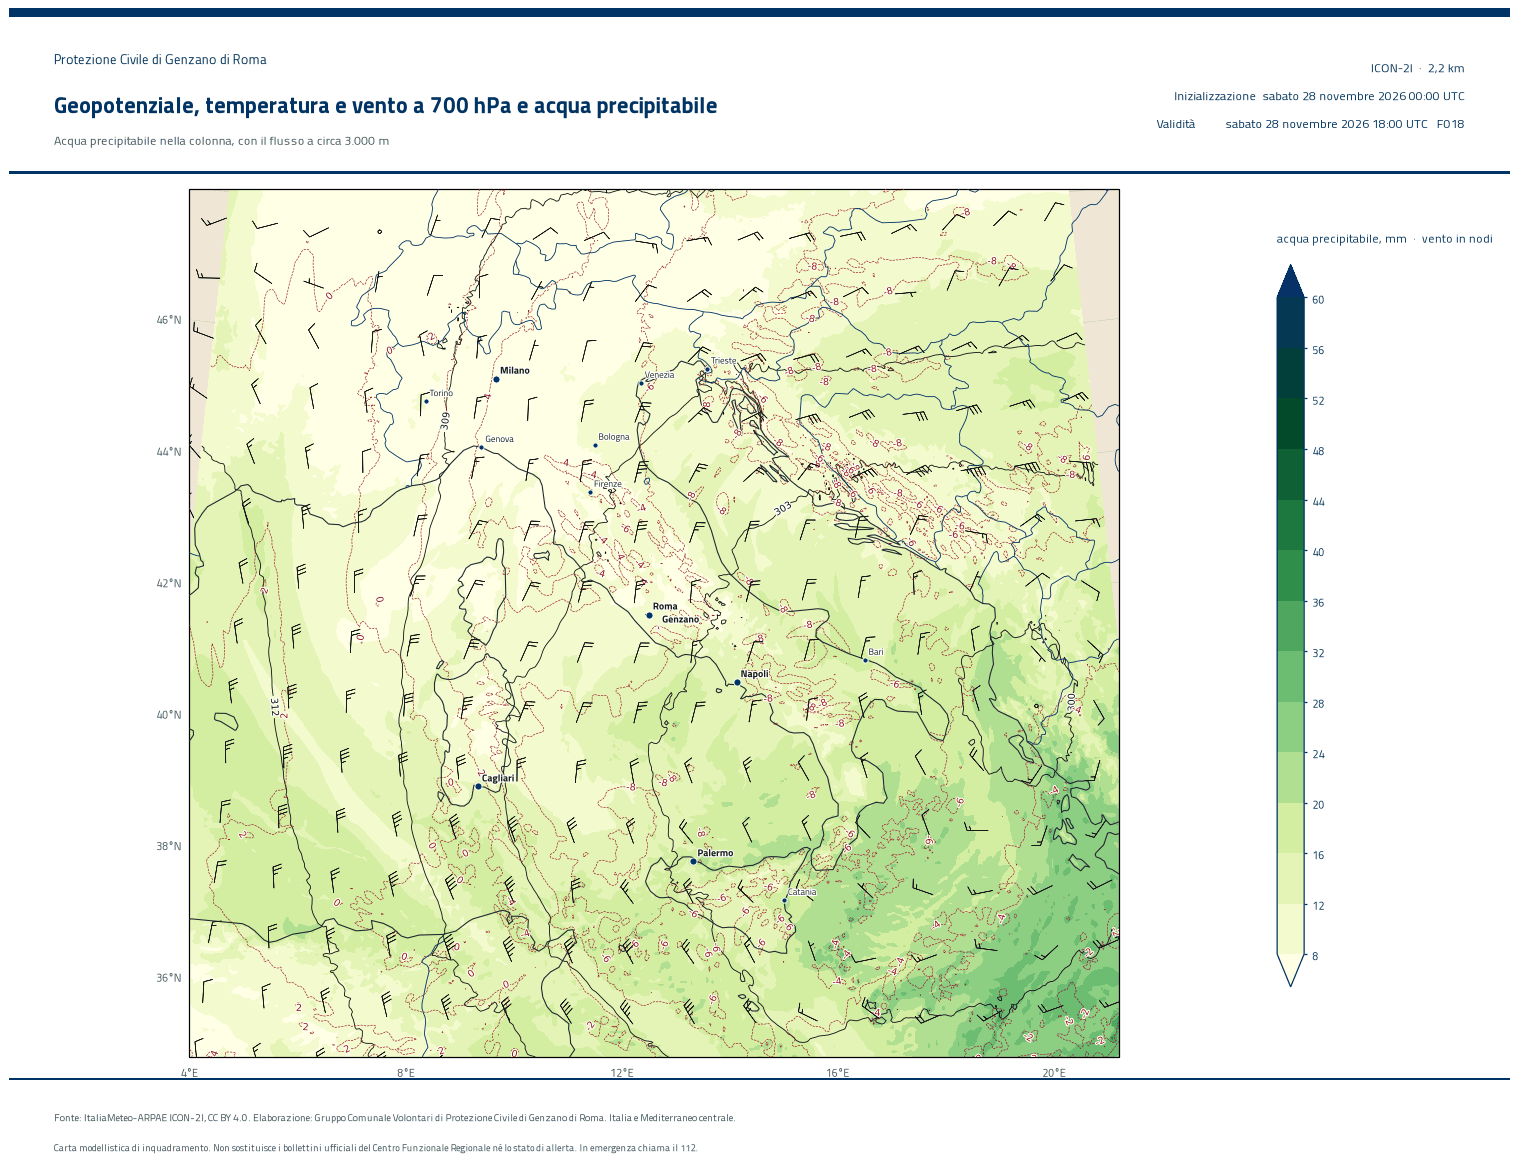 Protezione Civile di Genzano di Roma
Geopotenziale, temperatura e vento a 700 hPa e acqua precipitabile
Acqua precipitabile nella colonna, con il flusso a circa 3.000 m
ICON-2I · 2,2 km
Inizializzazione sabato 28 novembre 2026 00:00 UTC
Validità sabato 28 novembre 2026 18:00 UTC F018
acqua precipitabile, mm · vento in nodi
60
56
52
48
44
40
36
32
28
24
20
16
12
8
46°N
44°N
42°N
40°N
38°N
36°N
4°E
8°E
12°E
16°E
20°E
Milano
Torino
Venezia
Trieste
Genova
Bologna
Firenze
Roma
Genzano
Napoli
Bari
Cagliari
Palermo
Catania
309
303
312
300
Fonte: ItaliaMeteo-ARPAE ICON-2I, CC BY 4.0. Elaborazione: Gruppo Comunale Volontari di Protezione Civile di Genzano di Roma. Italia e Mediterraneo centrale.
Carta modellistica di inquadramento. Non sostituisce i bollettini ufficiali del Centro Funzionale Regionale né lo stato di allerta. In emergenza chiama il 112.